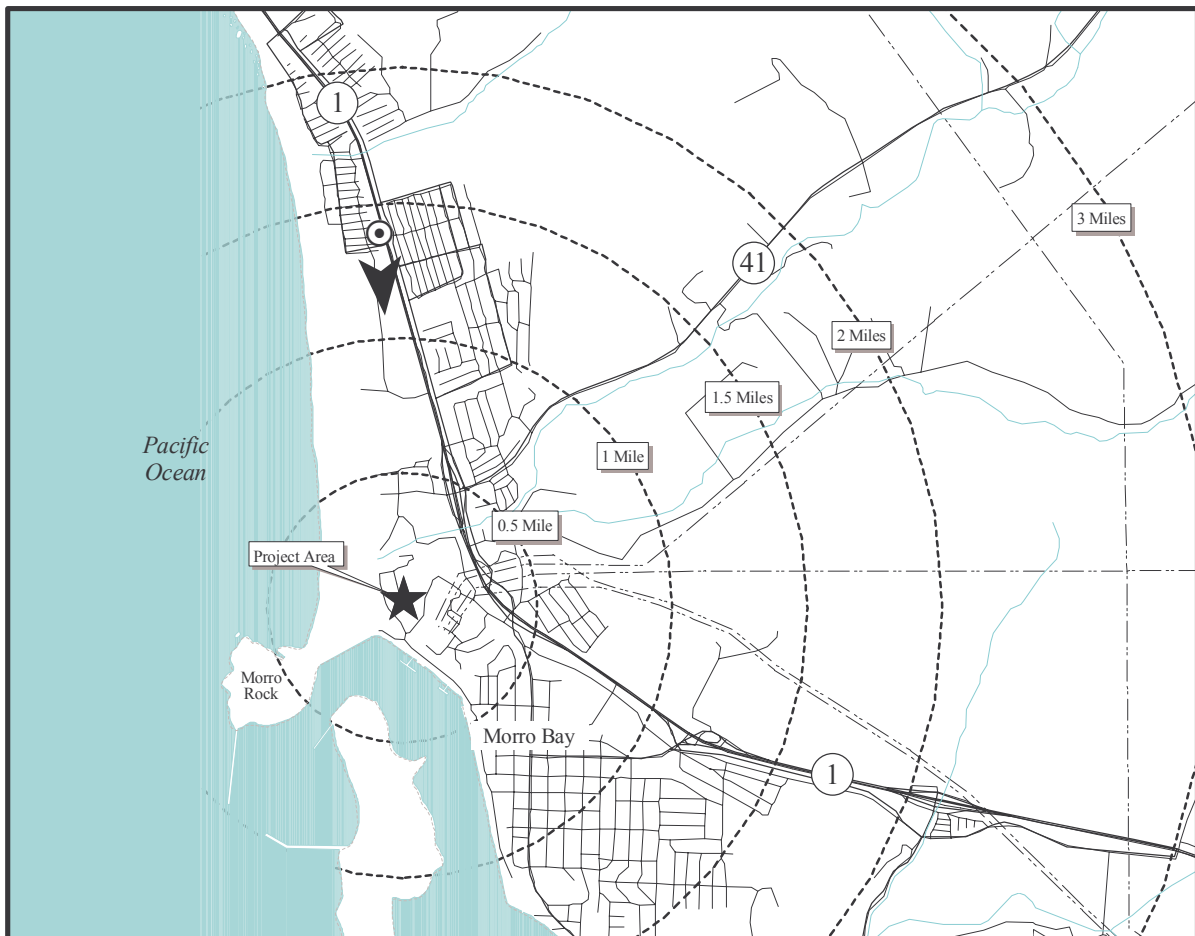 1
3 Miles
41
2 Miles
1.5 Miles
Pacific
Ocean
1 Mile
0.5 Mile
Project Area
Morro
Rock
Morro Bay
1